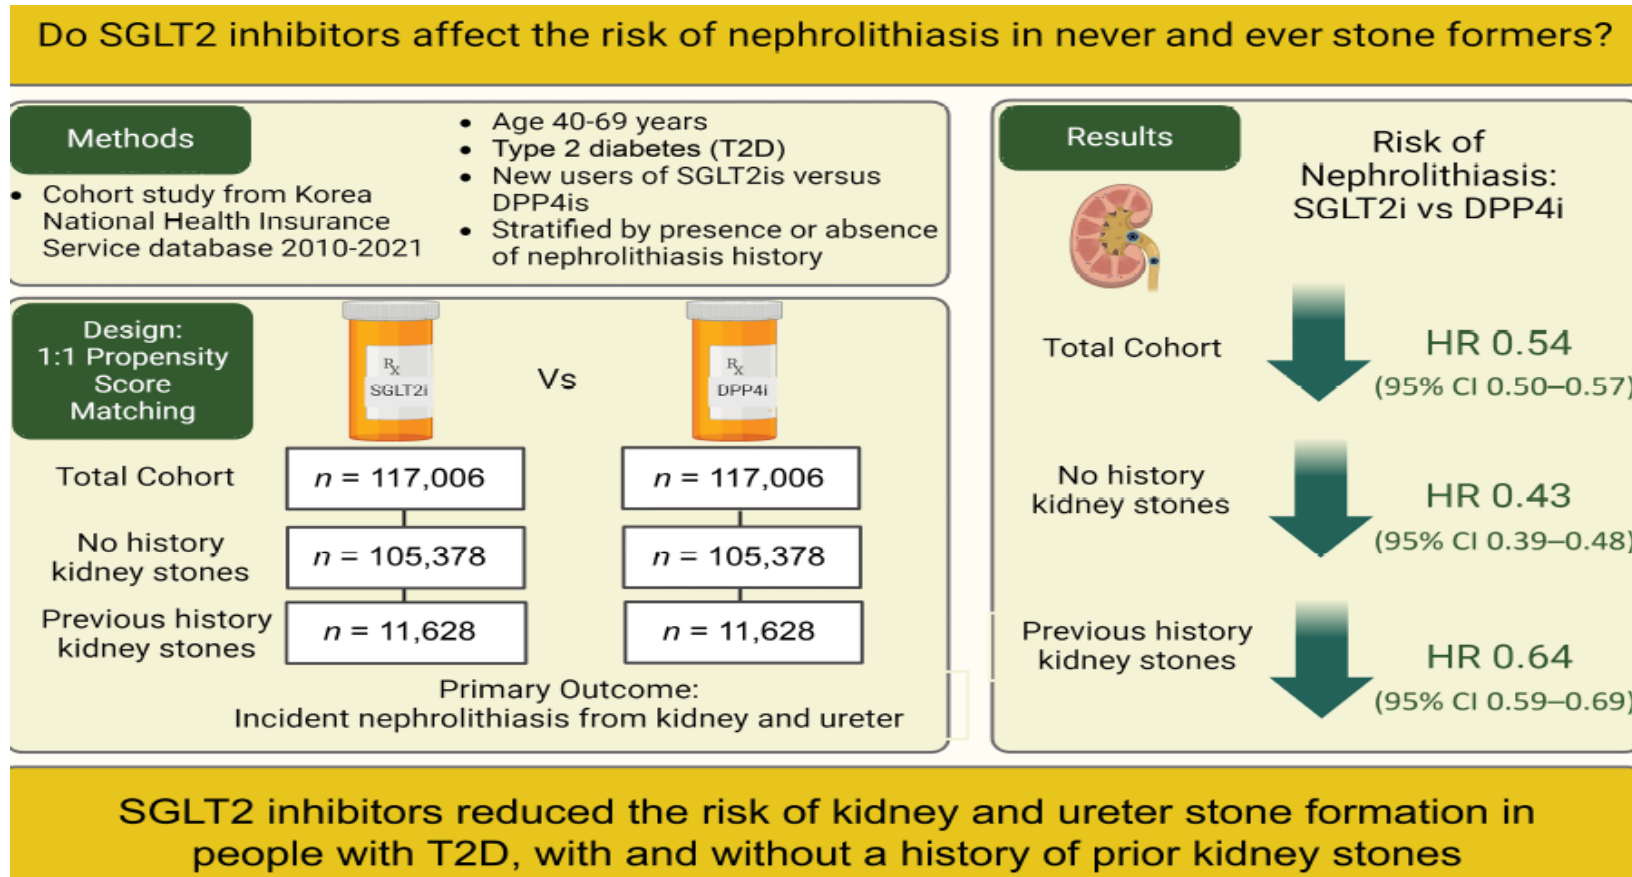 Do SGLT2 inhibitors affect the risk of nephrolithiasis in never and ever stone formers?
Methods
• Cohort study from Korea
National Health Insurance
Service database 2010-2021
• Age 40-69 years
• Type 2 diabetes (T2D)
• New users of SGLT2is versus
DPP4is
• Stratified by presence or absence
of nephrolithiasis history
Design:
1:1 Propensity
Score
Matching
Rx
SGLT2i
Vs
Rx
DPP4i
Total Cohort
n = 117,006
n = 117,006
No history
kidney stones
n = 105,378
n = 105,378
Previous history
kidney stones
n = 11,628
n = 11,628
Primary Outcome:
Incident nephrolithiasis from kidney and ureter
Results
Risk of
Nephrolithiasis:
SGLT2i vs DPP4i
Total Cohort
HR 0.54
(95% CI 0.50–0.57)
No history
kidney stones
HR 0.43
(95% CI 0.39–0.48)
Previous history
kidney stones
HR 0.64
(95% CI 0.59–0.69)
SGLT2 inhibitors reduced the risk of kidney and ureter stone formation in
people with T2D, with and without a history of prior kidney stones